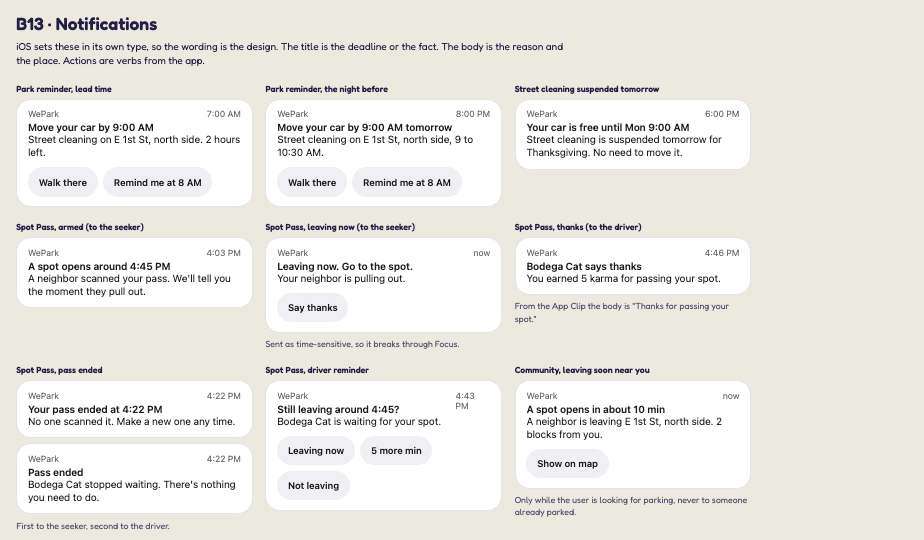 B13 · Notifications
iOS sets these in its own type, so the wording is the design. The title is the deadline or the fact. The body is the reason and
the place. Actions are verbs from the app.
Park reminder, lead time
WePark 7:00 AM
Move your car by 9:00 AM
Street cleaning on E 1st St, north side. 2 hours
left.
Walk there Remind me at 8 AM
Park reminder, the night before
WePark 8:00 PM
Move your car by 9:00 AM tomorrow
Street cleaning on E 1st St, north side, 9 to
10:30 AM.
Walk there Remind me at 8 AM
Street cleaning suspended tomorrow
WePark 6:00 PM
Your car is free until Mon 9:00 AM
Street cleaning is suspended tomorrow for
Thanksgiving. No need to move it.
Spot Pass, armed (to the seeker)
WePark 4:03 PM
A spot opens around 4:45 PM
A neighbor scanned your pass. We'll tell you
the moment they pull out.
Spot Pass, leaving now (to the seeker)
WePark now
Leaving now. Go to the spot.
Your neighbor is pulling out.
Say thanks
Sent as time-sensitive, so it breaks through Focus.
Spot Pass, thanks (to the driver)
WePark 4:46 PM
Bodega Cat says thanks
You earned 5 karma for passing your spot.
From the App Clip the body is "Thanks for passing your
spot."
Spot Pass, pass ended
WePark 4:22 PM
Your pass ended at 4:22 PM
No one scanned it. Make a new one any time.
WePark 4:22 PM
Pass ended
Bodega Cat stopped waiting. There's nothing
you need to do.
First to the seeker, second to the driver.
Spot Pass, driver reminder
WePark 4:43
PM
Still leaving around 4:45?
Bodega Cat is waiting for your spot.
Leaving now 5 more min
Not leaving
Community, leaving soon near you
WePark now
A spot opens in about 10 min
A neighbor is leaving E 1st St, north side. 2
blocks from you.
Show on map
Only while the user is looking for parking, never to someone
already parked.